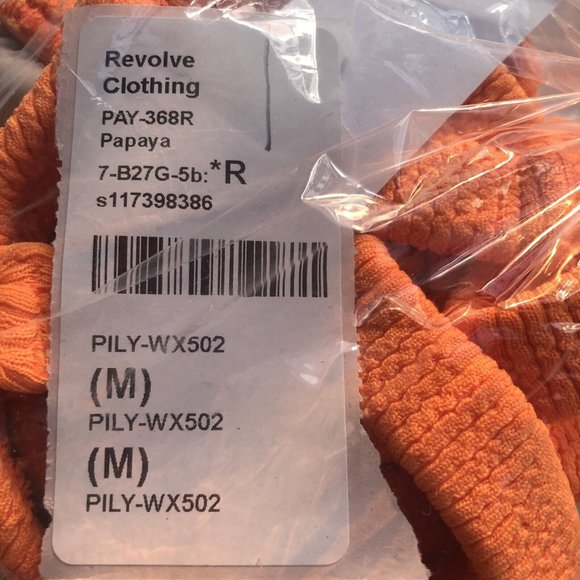 Revolve
Clothing
PAY-368R
Papaya
7-B27G-5b:*R
s117398386
PILY-WX502
(M)
PILY-WX502
(M)
PILY-WX502